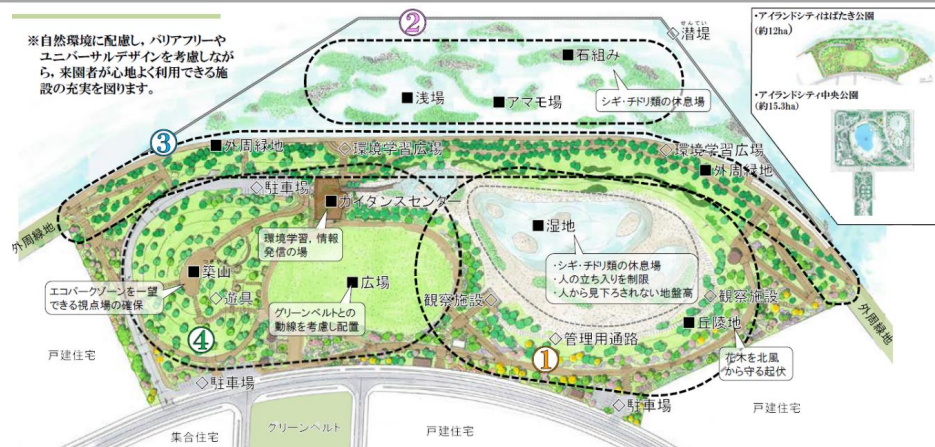 ※自然環境に配慮し，バリアフリーや
ユニバーサルデザインを考慮しなが
ら，来園者が心地よく利用できる施
設の充実を図ります。
②
せんてい
◇潜堤
・アイランドシティはばたき公園
(約12ha)
・アイランドシティ中央公園
(約15.3ha)
■石組み
■浅場
■アマモ場
シギ・チドリ類の休息場
③
■外周緑地
◇環境学習広場
◇環境学習広場
■外周緑地
◇駐車場
■ガイダンスセンター
環境学習，情報
発信の場
■湿地
・シギ・チドリ類の休息場
・人の立ち入りを制限
・人から見下ろされない地盤高
外周緑地
■築山
エコパークゾーンを一望
できる視点場の確保
◇遊具
■広場
グリーンベルトとの
動線を考慮し配置
観察施設◇
◇観察施設
■丘陵地
花木を北風
から守る起伏
外周緑地
④
◇管理用通路
①
戸建住宅
◇駐車場
◇駐車場
戸建住宅
集合住宅
グリーンベルト
戸建住宅